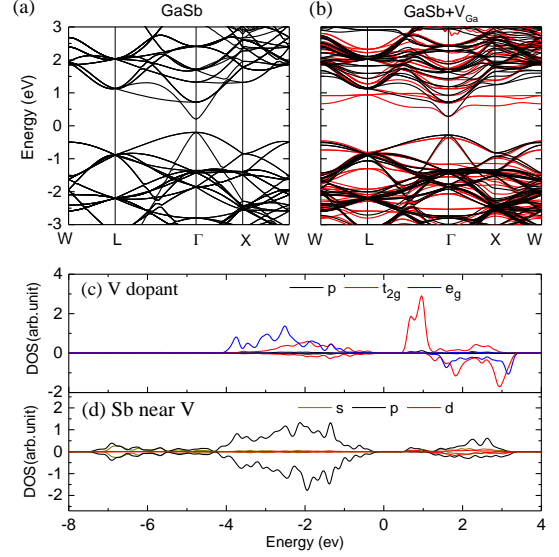 (a) GaSb (b) GaSb+V_Ga
3
2
1
0
-1
-2
-3
Energy (eV)
W L Γ X W W L Γ X W
4
2
0
-2
DOS(arb.unit)
(c) V dopant
p t_2g e_g
2
1
0
-1
-2
DOS(arb.unit)
(d) Sb near V
s p d
-8 -6 -4 -2 0 2 4
Energy (ev)